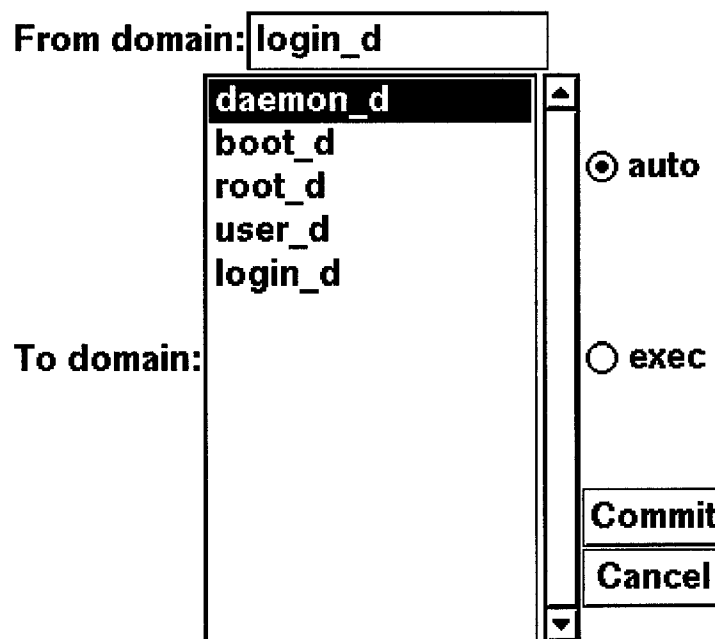 From domain: login_d
daemon_d
boot_d
auto
root_d
user_d
login_d
To domain:
exec
Commit
Cancel